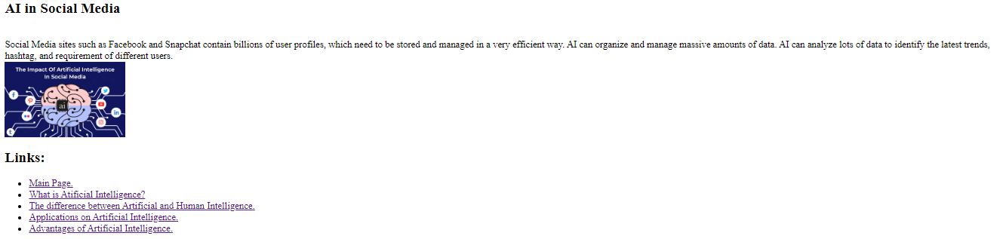 AI in Social Media
Social Media sites such as Facebook and Snapchat contain billions of user profiles, which need to be stored and managed in a very efficient way. AI can organize and manage massive amounts of data. AI can analyze lots of data to identify the latest trends,
hashtag, and requirement of different users.
The Impact Of Artificial Intelligence
In Social Media
ai
Links:
Main Page.
What is Atificial Intelligence?
The difference between Artificial and Human Intelligence.
Applications on Artificial Intelligence.
Advantages of Artificial Intelligence.